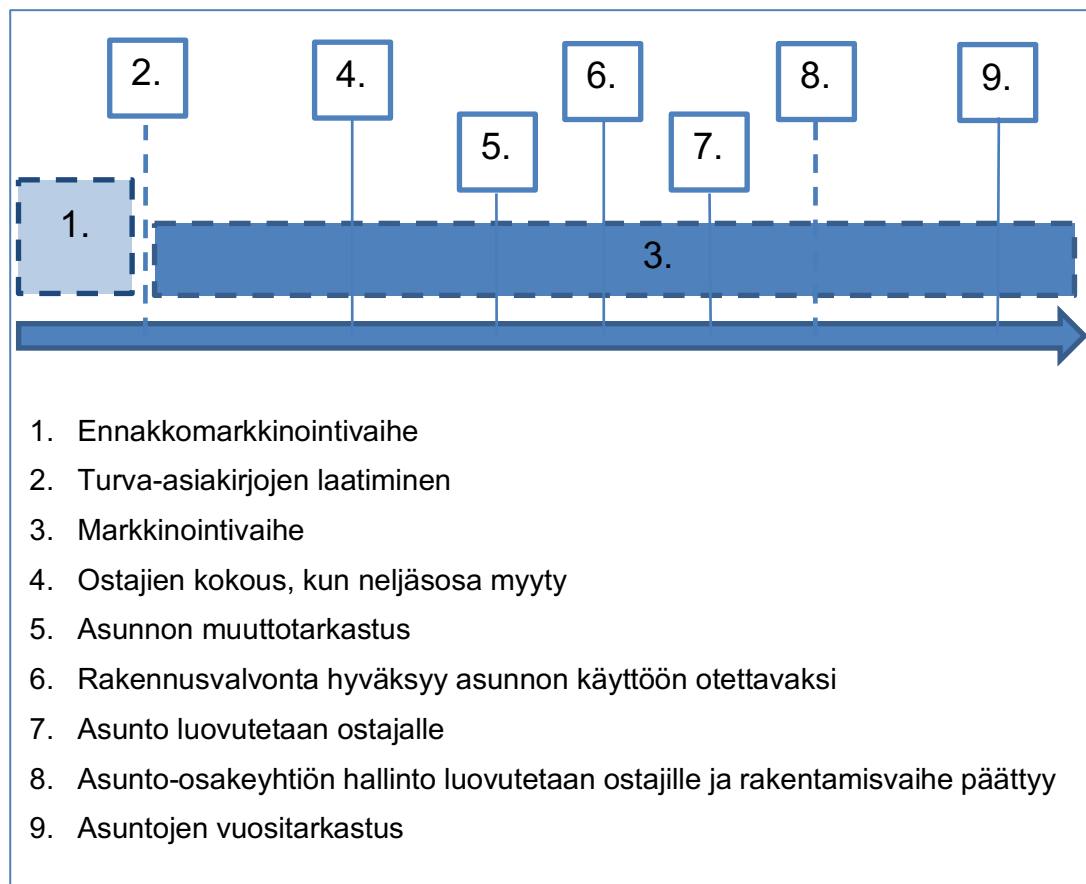 2.
4.
6.
8.
9.
5.
7.
1.
3.
1. Ennakkomarkkinointivaihe
2. Turva-asiakirjojen laatiminen
3. Markkinointivaihe
4. Ostajien kokous, kun neljäsosa myyty
5. Asunnon muuttotarkastus
6. Rakennusvalvonta hyväksyy asunnon käyttöön otettavaksi
7. Asunto luovutetaan ostajalle
8. Asunto-osakeyhtiön hallinto luovutetaan ostajille ja rakentamisvaihe päättyy
9. Asuntojen vuositarkastus